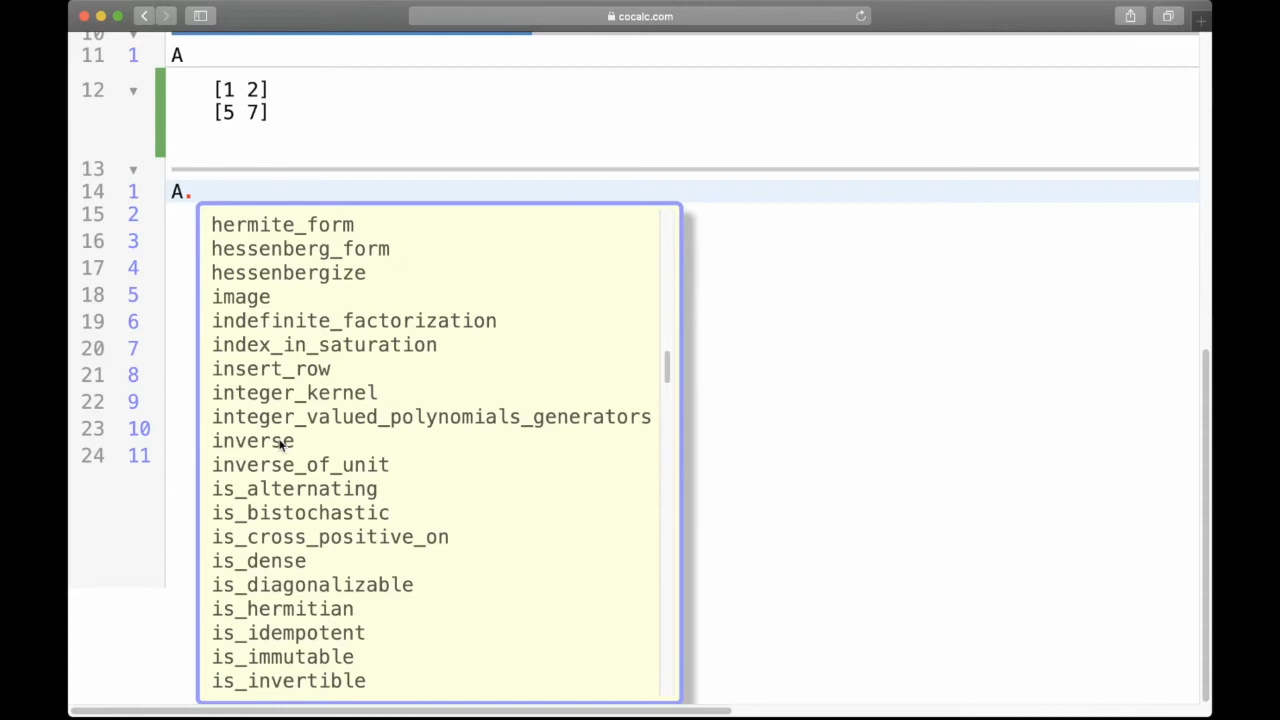 cocalc.com
10
11 1 A
12 [1 2]
[5 7]
13
14 1 A.
15 2
16 3
17 4
18 5
19 6
20 7
21 8
22 9
23 10
24 11
hermite_form
hessenberg_form
hessenbergize
image
indefinite_factorization
index_in_saturation
insert_row
integer_kernel
integer_valued_polynomials_generators
inverse
inverse_of_unit
is_alternating
is_bistochastic
is_cross_positive_on
is_dense
is_diagonalizable
is_hermitian
is_idempotent
is_immutable
is_invertible